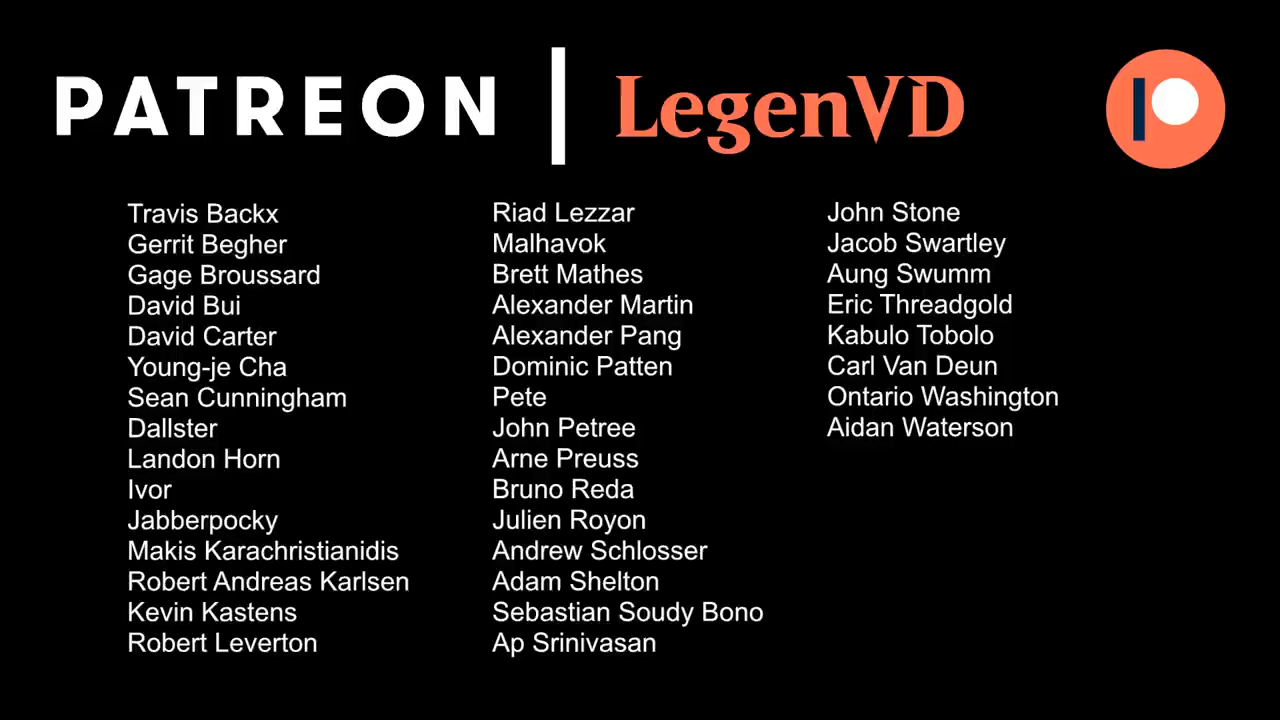 PATREON | LegenVD
Travis Backx
Gerrit Begher
Gage Broussard
David Bui
David Carter
Young-je Cha
Sean Cunningham
Dallster
Landon Horn
Ivor
Jabberpocky
Makis Karachristianidis
Robert Andreas Karlsen
Kevin Kastens
Robert Leverton
Riad Lezzar
Malhavok
Brett Mathes
Alexander Martin
Alexander Pang
Dominic Patten
Pete
John Petree
Arne Preuss
Bruno Reda
Julien Royon
Andrew Schlosser
Adam Shelton
Sebastian Soudy Bono
Ap Srinivasan
John Stone
Jacob Swartley
Aung Swumm
Eric Threadgold
Kabulo Tobolo
Carl Van Deun
Ontario Washington
Aidan Waterson